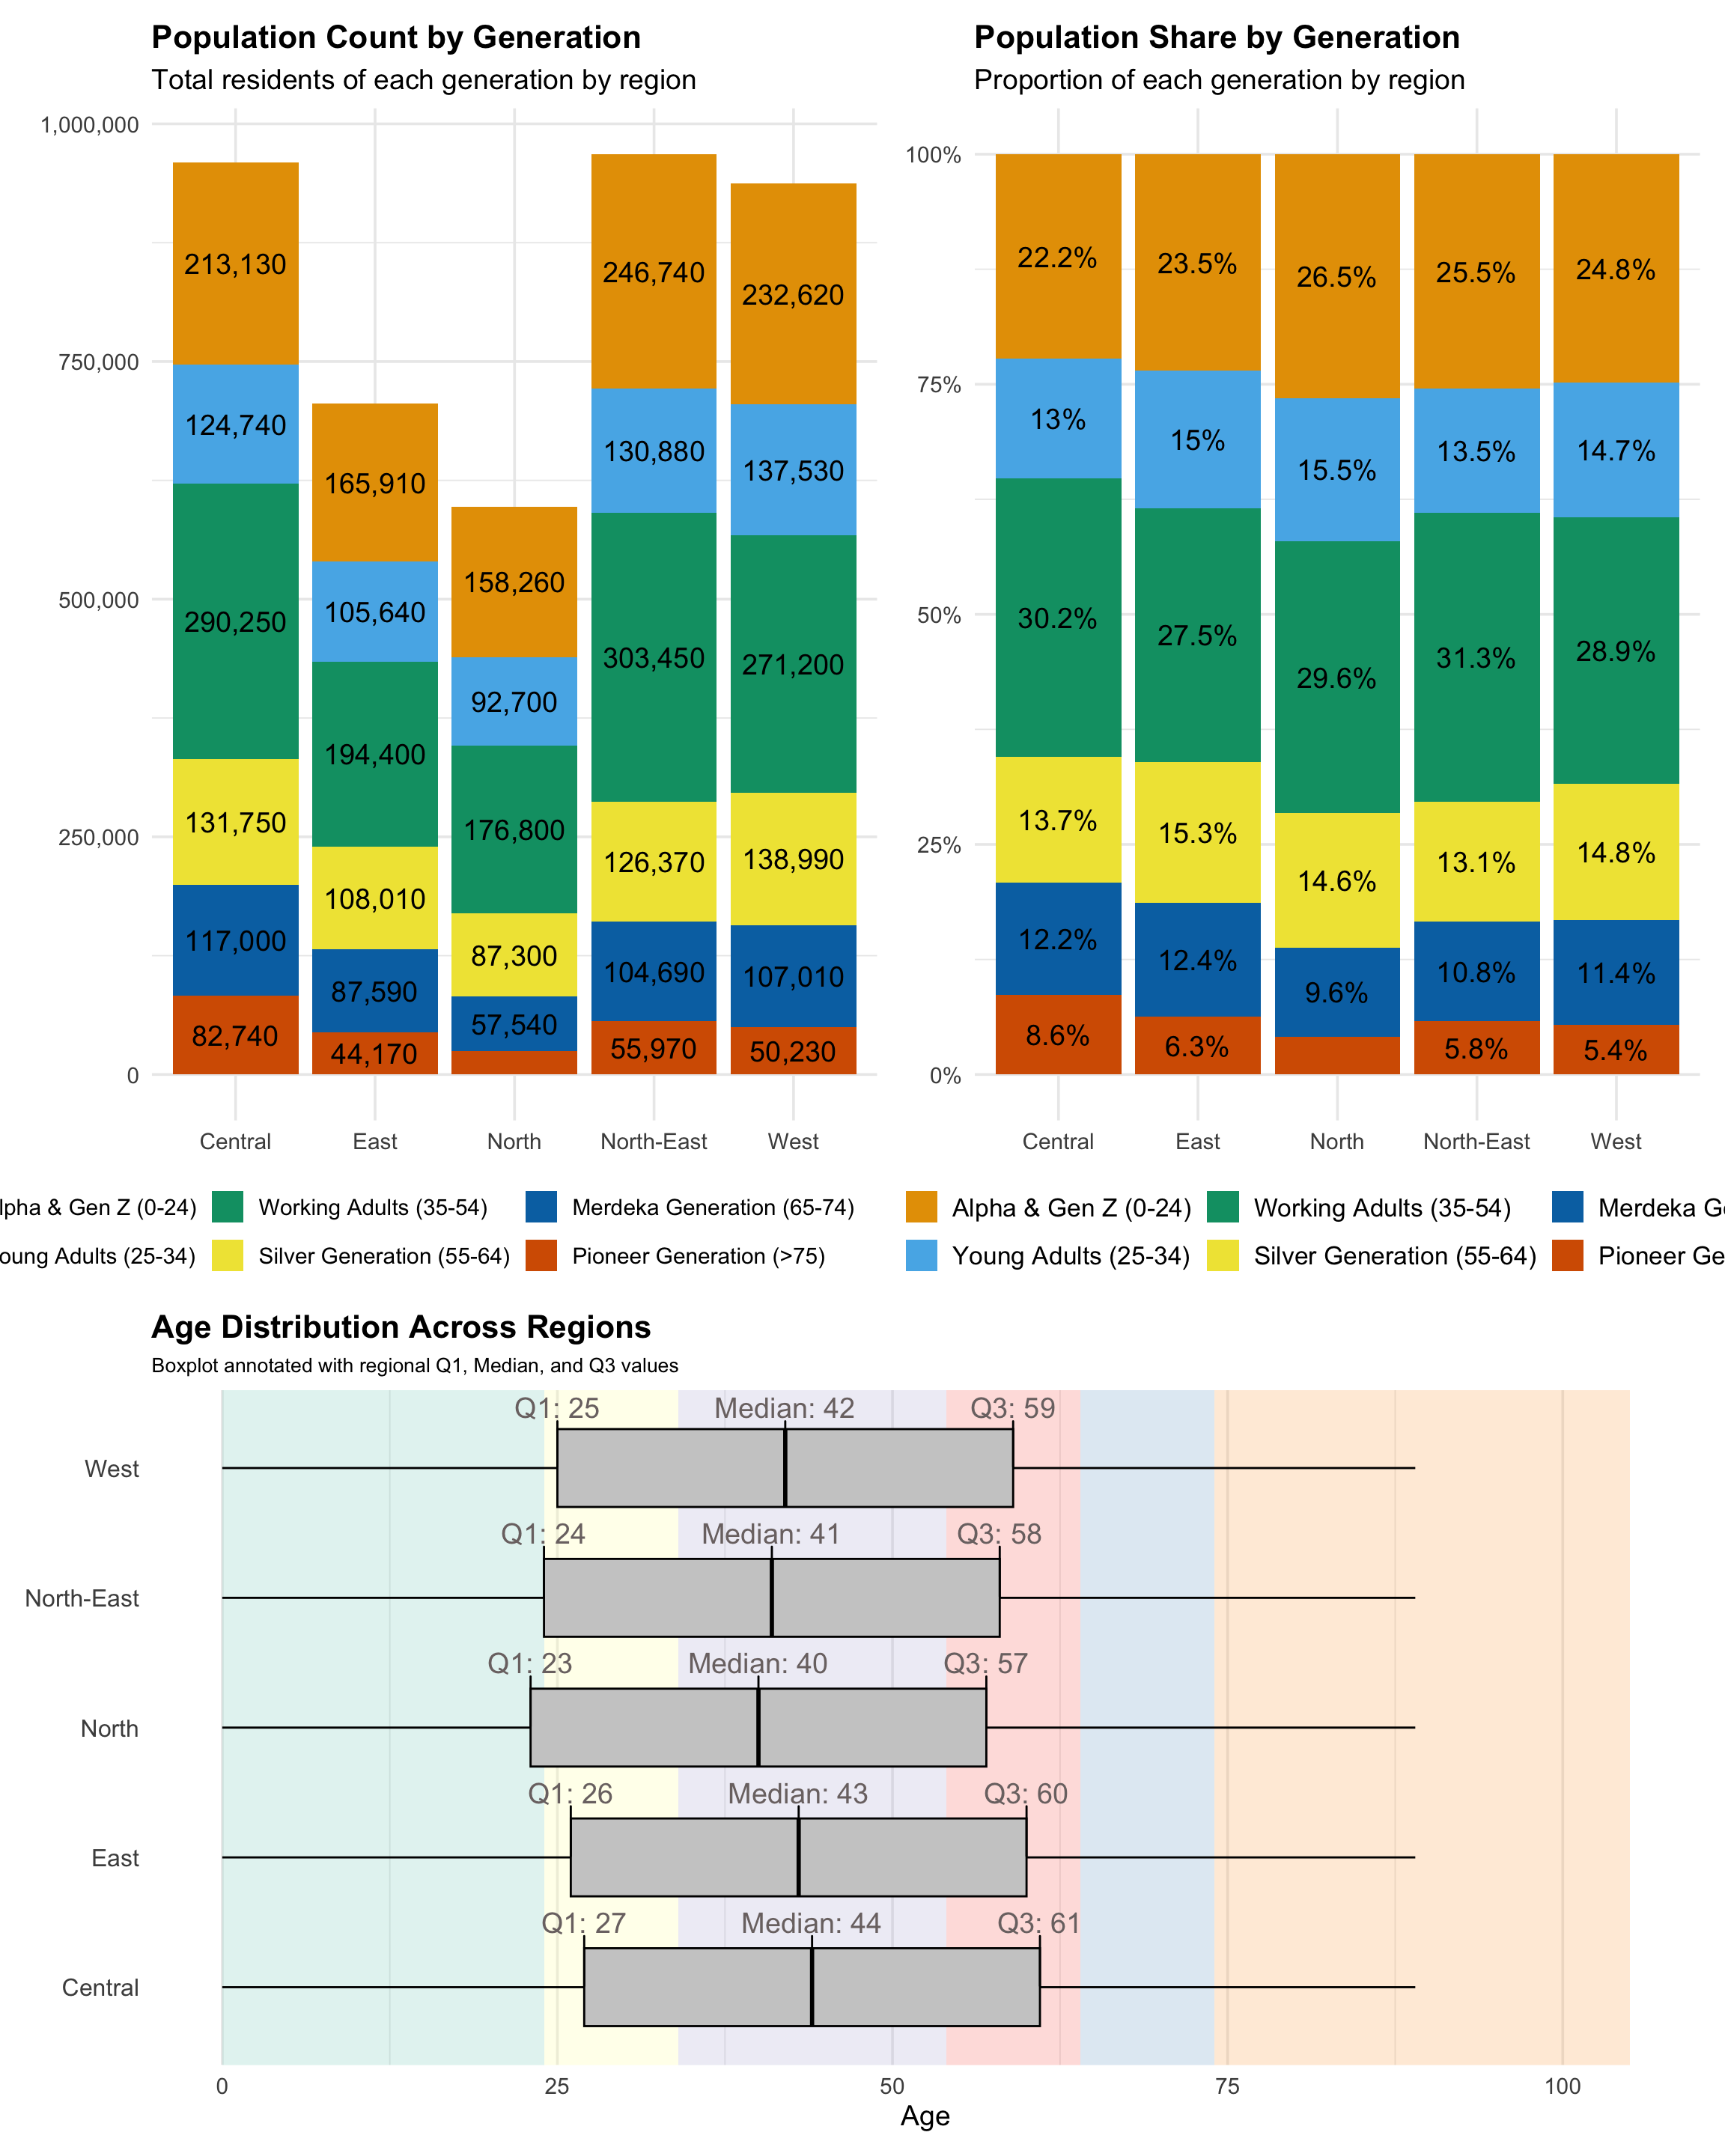 Population Count by Generation
Total residents of each generation by region
1,000,000
750,000
500,000
250,000
0
213,130
124,740
290,250
131,750
117,000
82,740
165,910
105,640
194,400
108,010
87,590
44,170
158,260
92,700
176,800
87,300
57,540
246,740
130,880
303,450
126,370
104,690
55,970
232,620
137,530
271,200
138,990
107,010
50,230
Central East North North-East West
lpha & Gen Z (0-24) Working Adults (35-54) Merdeka Generation (65-74)
oung Adults (25-34) Silver Generation (55-64) Pioneer Generation (>75)
Population Share by Generation
Proportion of each generation by region
100%
75%
50%
25%
0%
22.2%
13%
30.2%
13.7%
12.2%
8.6%
23.5%
15%
27.5%
15.3%
12.4%
6.3%
26.5%
15.5%
29.6%
14.6%
9.6%
25.5%
13.5%
31.3%
13.1%
10.8%
5.8%
24.8%
14.7%
28.9%
14.8%
11.4%
5.4%
Central East North North-East West
Alpha & Gen Z (0-24) Working Adults (35-54) Merdeka G
Young Adults (25-34) Silver Generation (55-64) Pioneer Ge
Age Distribution Across Regions
Boxplot annotated with regional Q1, Median, and Q3 values
Q1: 25 Median: 42 Q3: 59
West
Q1: 24 Median: 41 Q3: 58
North-East
Q1: 23 Median: 40 Q3: 57
North
Q1: 26 Median: 43 Q3: 60
East
Q1: 27 Median: 44 Q3: 61
Central
0 25 50 75 100
Age